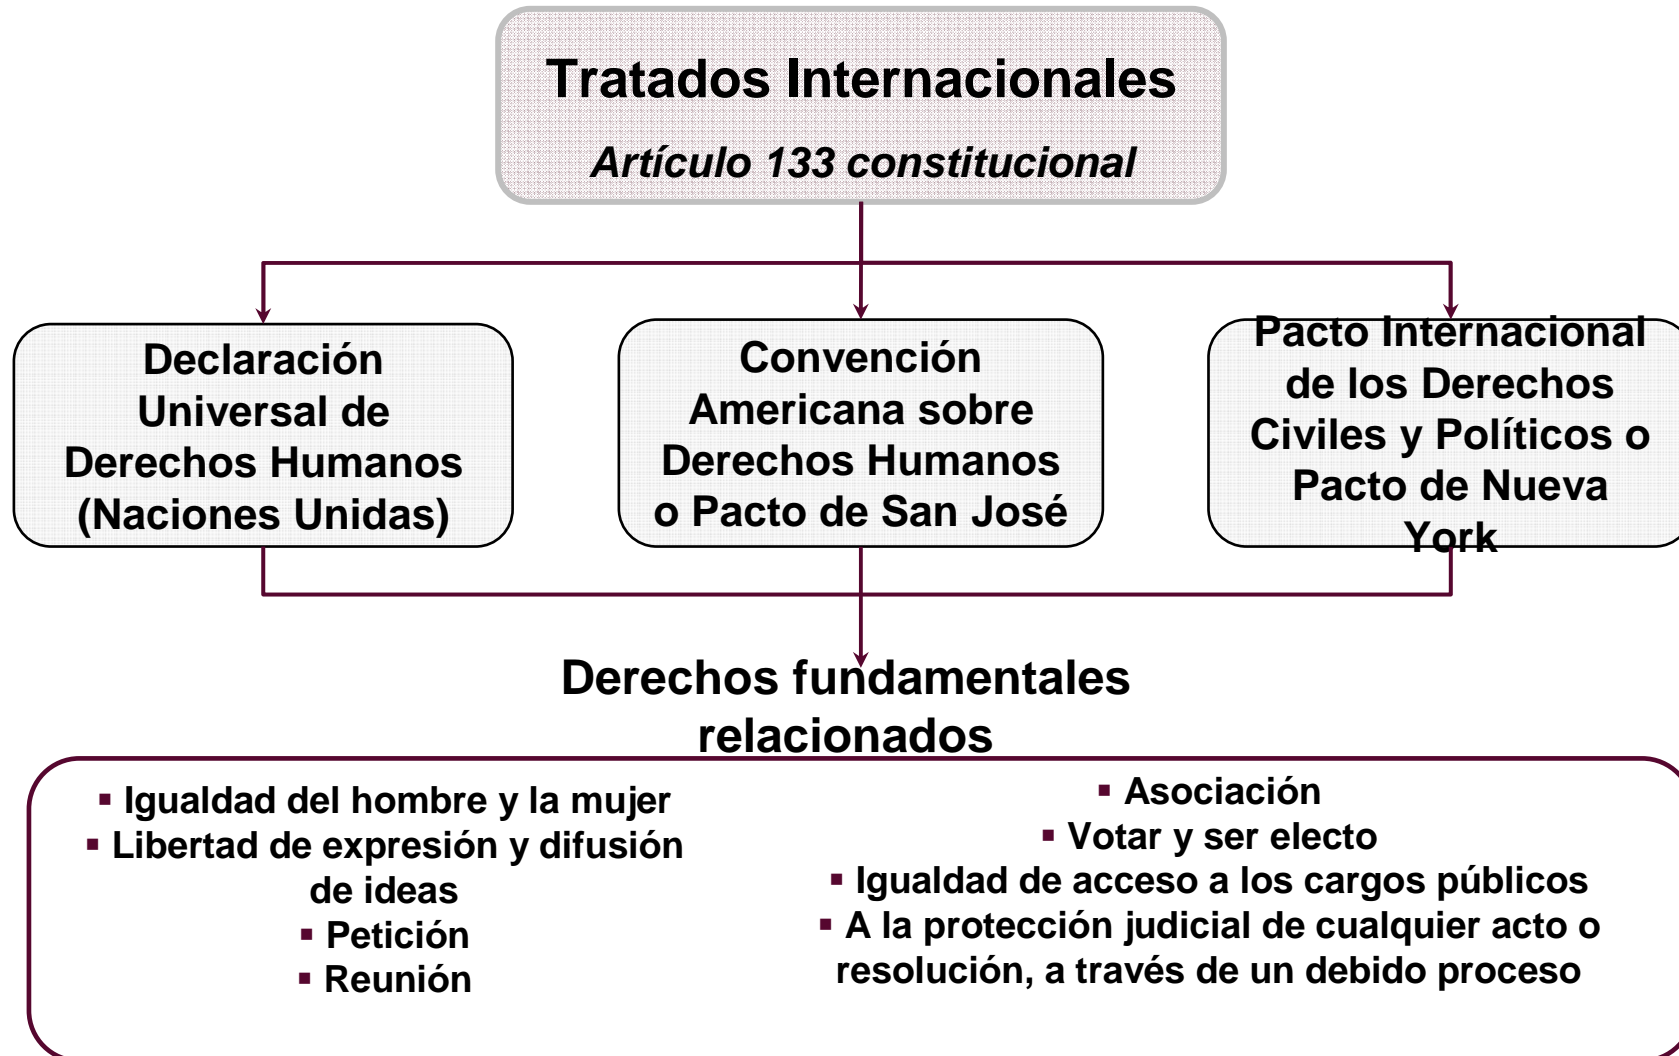 Tratados Internacionales
Artículo 133 constitucional
Declaración
Universal de
Derechos Humanos
(Naciones Unidas)
Convención
Americana sobre
Derechos Humanos
o Pacto de San José
Pacto Internacional
de los Derechos
Civiles y Políticos o
Pacto de Nueva
York
Derechos fundamentales
relacionados
▪ Igualdad del hombre y la mujer
▪ Libertad de expresión y difusión
de ideas
▪ Petición
▪ Reunión
▪ Asociación
▪ Votar y ser electo
▪ Igualdad de acceso a los cargos públicos
▪ A la protección judicial de cualquier acto o
resolución, a través de un debido proceso